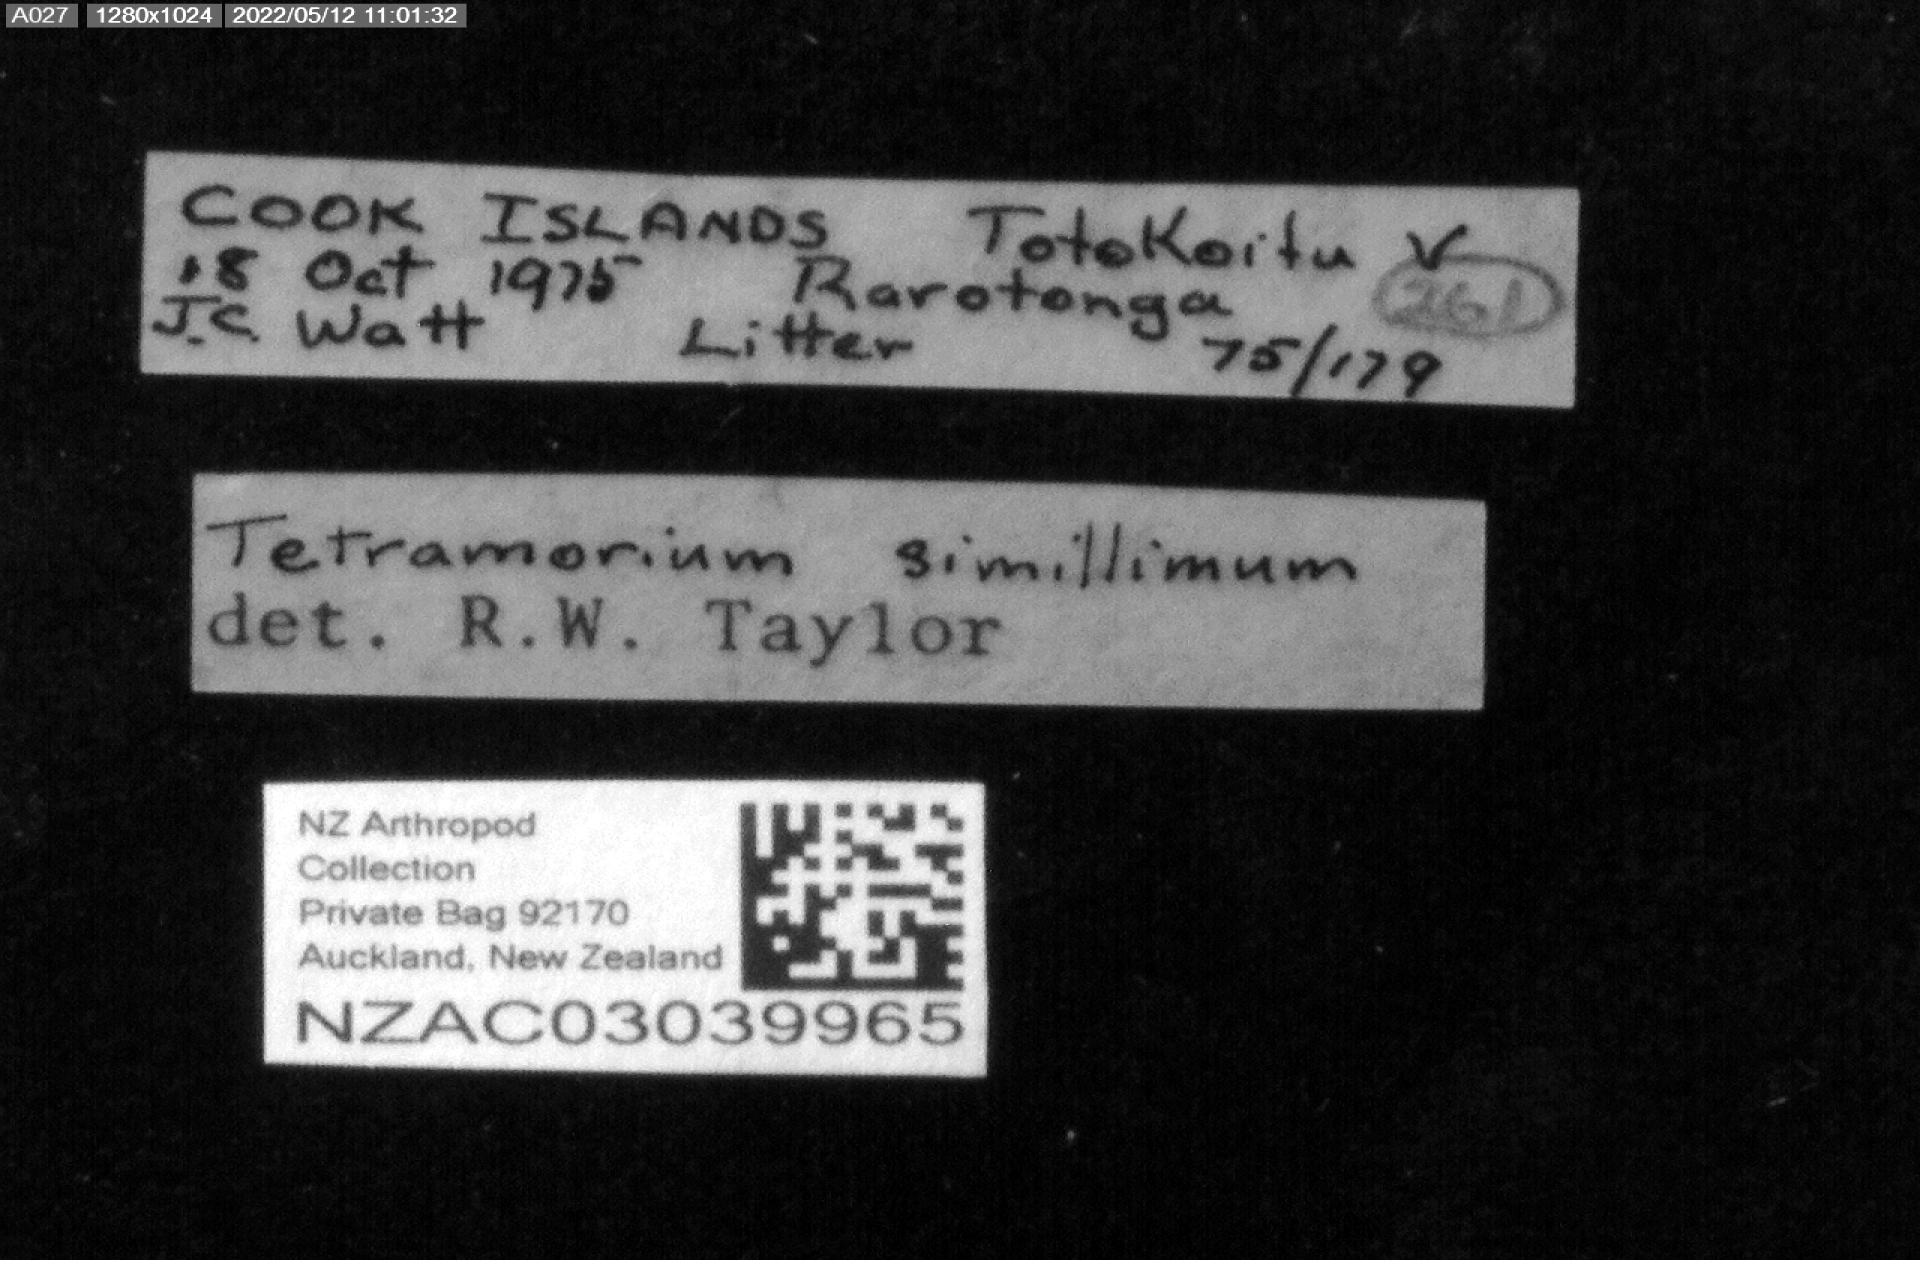 A027 1280x1024 2022/05/12 11:01:32
COOK ISLANDS Totokoitu V
18 Oct 1975 Rarotonga 261
J.C. Watt Litter 75/179
Tetramorium simillimum
det. R.W. Taylor
NZ Arthropod
Collection
Private Bag 92170
Auckland, New Zealand
NZAC03039965